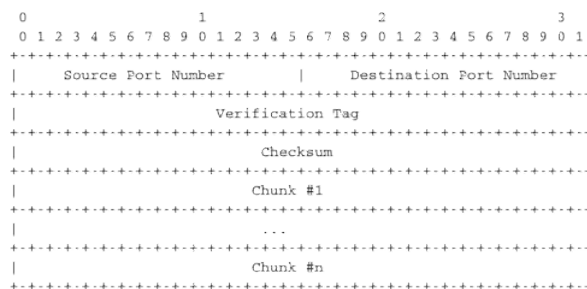 0 1 2 3
0 1 2 3 4 5 6 7 8 9 0 1 2 3 4 5 6 7 8 9 0 1 2 3 4 5 6 7 8 9 0 1
+-+-+-+-+-+-+-+-+-+-+-+-+-+-+-+-+-+-+-+-+-+-+-+-+-+-+-+-+-+-+-+-
| Source Port Number | Destination Port Number
+-+-+-+-+-+-+-+-+-+-+-+-+-+-+-+-+-+-+-+-+-+-+-+-+-+-+-+-+-+-+-+-
| Verification Tag
+-+-+-+-+-+-+-+-+-+-+-+-+-+-+-+-+-+-+-+-+-+-+-+-+-+-+-+-+-+-+-+-
| Checksum
+-+-+-+-+-+-+-+-+-+-+-+-+-+-+-+-+-+-+-+-+-+-+-+-+-+-+-+-+-+-+-+-
| Chunk #1
+-+-+-+-+-+-+-+-+-+-+-+-+-+-+-+-+-+-+-+-+-+-+-+-+-+-+-+-+-+-+-+-
| ...
+-+-+-+-+-+-+-+-+-+-+-+-+-+-+-+-+-+-+-+-+-+-+-+-+-+-+-+-+-+-+-+-
| Chunk #n
+-+-+-+-+-+-+-+-+-+-+-+-+-+-+-+-+-+-+-+-+-+-+-+-+-+-+-+-+-+-+-+-